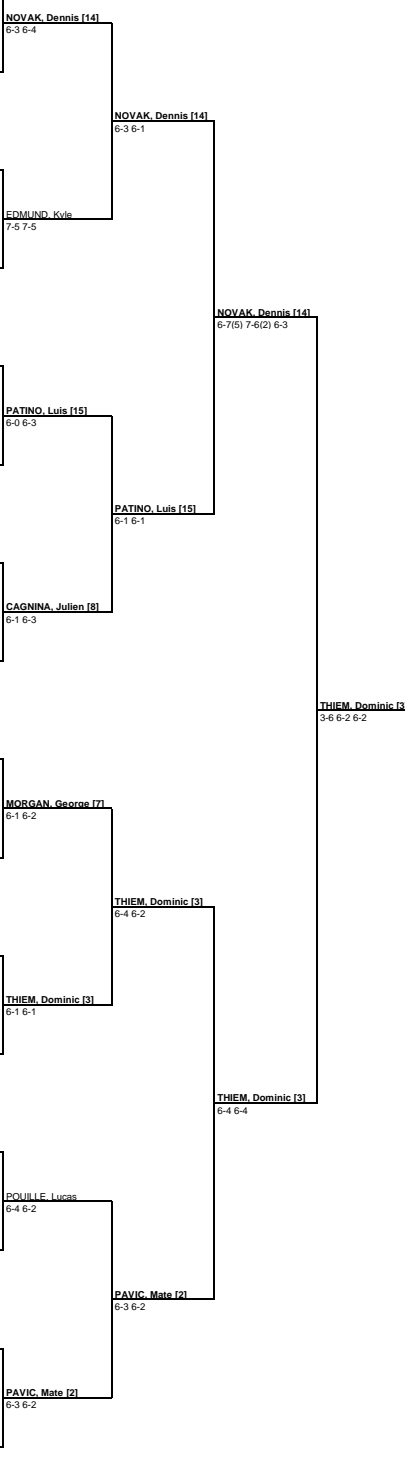 NOVAK, Dennis [14]
6-3 6-4
NOVAK, Dennis [14]
6-3 6-1
EDMUND, Kyle
7-5 7-5
NOVAK, Dennis [14]
6-7(5) 7-6(2) 6-3
PATINO, Luis [15]
6-0 6-3
PATINO, Luis [15]
6-1 6-1
CAGNINA, Julien [8]
6-1 6-3
THIEM, Dominic [3
3-6 6-2 6-2
MORGAN, George [7]
6-1 6-2
THIEM, Dominic [3]
6-4 6-2
THIEM, Dominic [3]
6-1 6-1
THIEM, Dominic [3]
6-4 6-4
POUILLE, Lucas
6-4 6-2
PAVIC, Mate [2]
6-3 6-2
PAVIC, Mate [2]
6-3 6-2